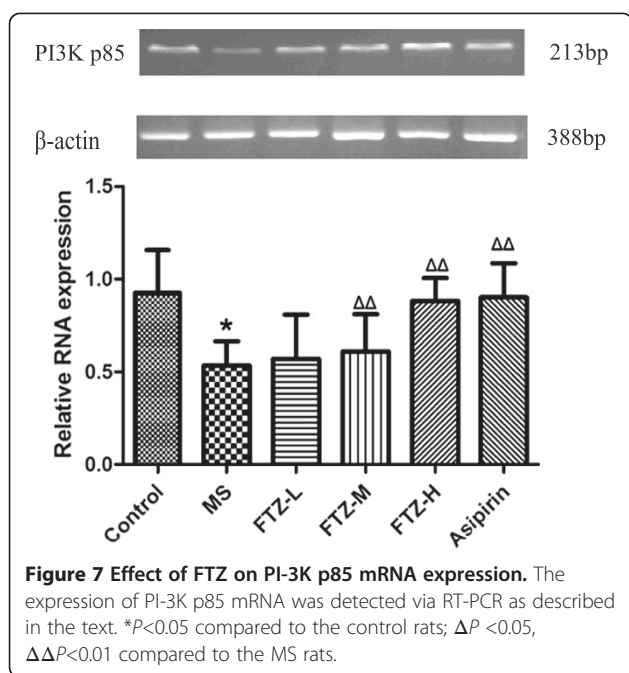 PI3K p85
213bp
β-actin
388bp
Relative RNA expression
1.5
1.0
0.5
0.0
*
ΔΔ
ΔΔ
ΔΔ
Control
MS
FTZ-L
FTZ-M
FTZ-H
Asipirin
Figure 7 Effect of FTZ on PI-3K p85 mRNA expression. The
expression of PI-3K p85 mRNA was detected via RT-PCR as described
in the text. *P<0.05 compared to the control rats; ΔP <0.05,
ΔΔP<0.01 compared to the MS rats.